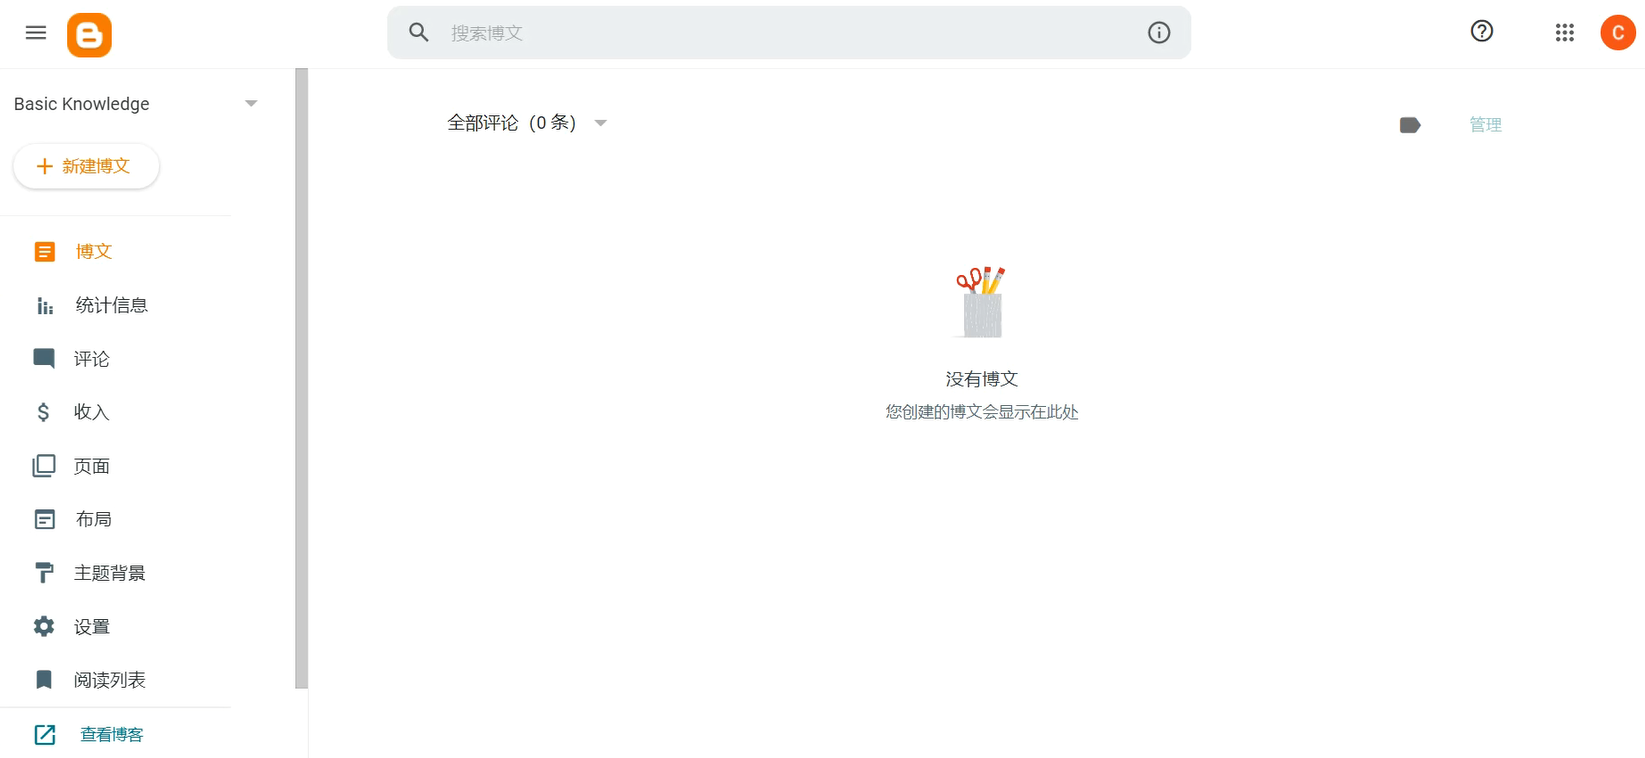 搜索博文
C
Basic Knowledge
新建博文
博文
统计信息
评论
收入
页面
布局
主题背景
设置
阅读列表
查看博客
全部评论（0 条）
管理
没有博文
您创建的博文会显示在此处